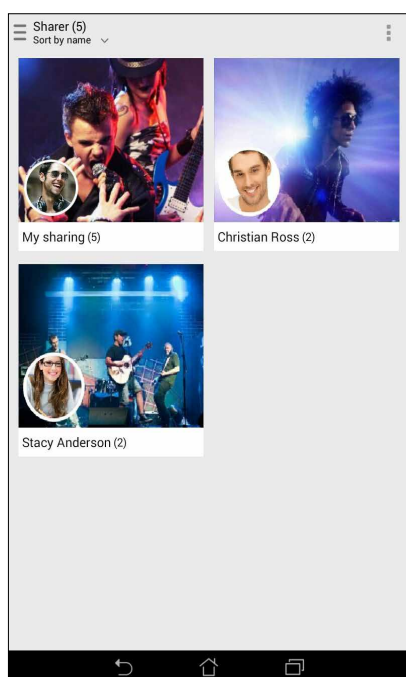 Sharer (5)
Sort by name
My sharing (5)
Christian Ross (2)
Stacy Anderson (2)